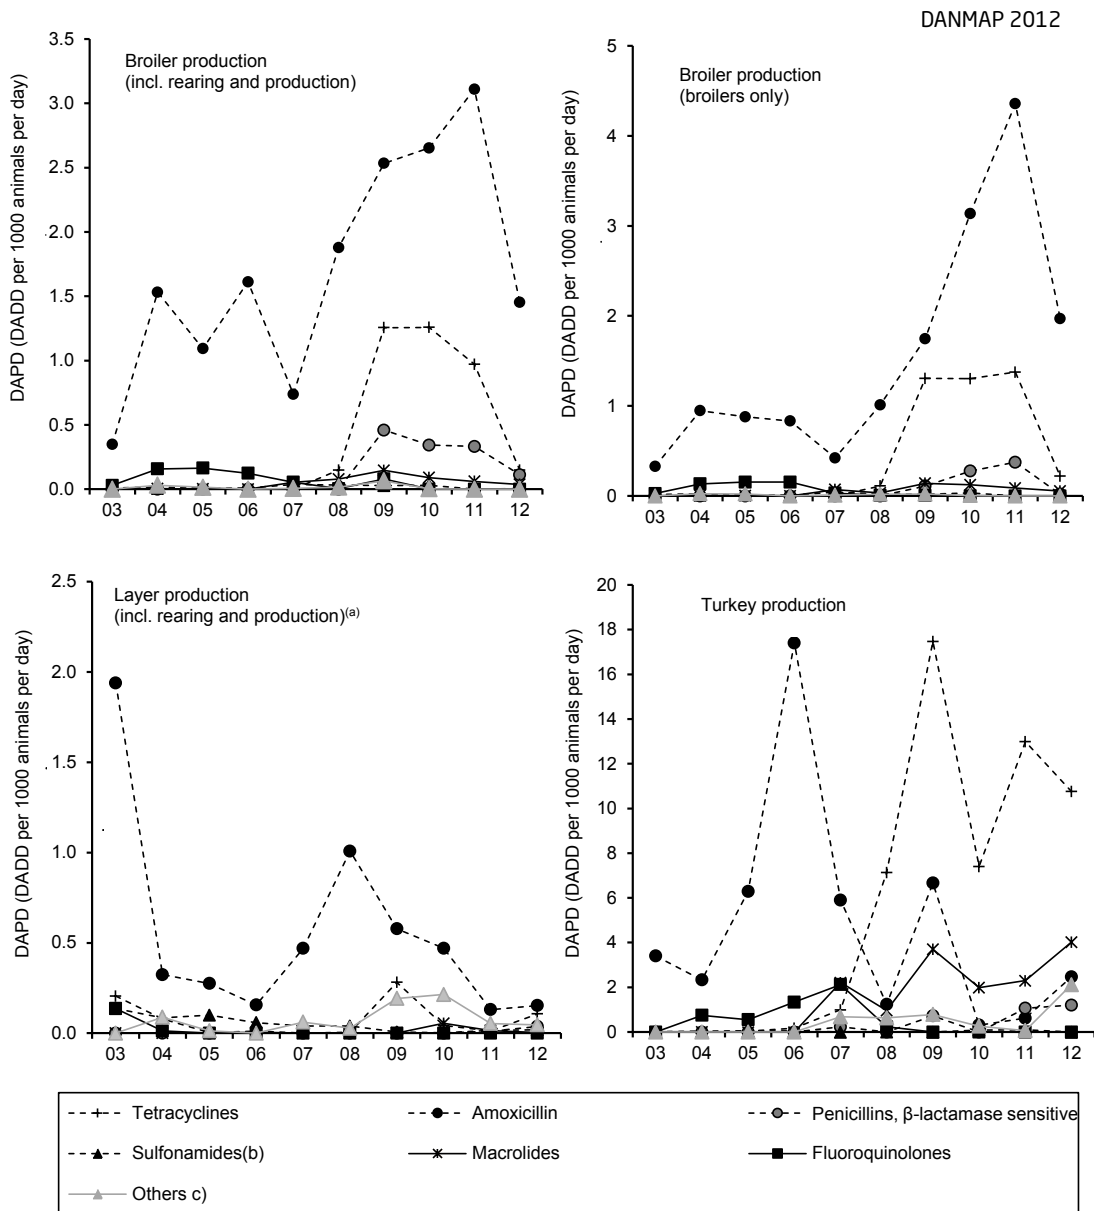 DANMAP 2012
Broiler production
(incl. rearing and production)
DAPD (DADD per 1000 animals per day)
3.5
3.0
2.5
2.0
1.5
1.0
0.5
0.0
03 04 05 06 07 08 09 10 11 12
Broiler production
(broilers only)
DAPD (DADD per 1000 animals per day)
5
4
3
2
1
0
03 04 05 06 07 08 09 10 11 12
Layer production
(incl. rearing and production)(a)
DAPD (DADD per 1000 animals per day)
2.5
2.0
1.5
1.0
0.5
0.0
03 04 05 06 07 08 09 10 11 12
Turkey production
DAPD (DADD per 1000 animals per day)
20
18
16
14
12
10
8
6
4
2
0
03 04 05 06 07 08 09 10 11 12
Tetracyclines
Amoxicillin
Penicillins, β-lactamase sensitive
Sulfonamides(b)
Macrolides
Fluoroquinolones
Others c)